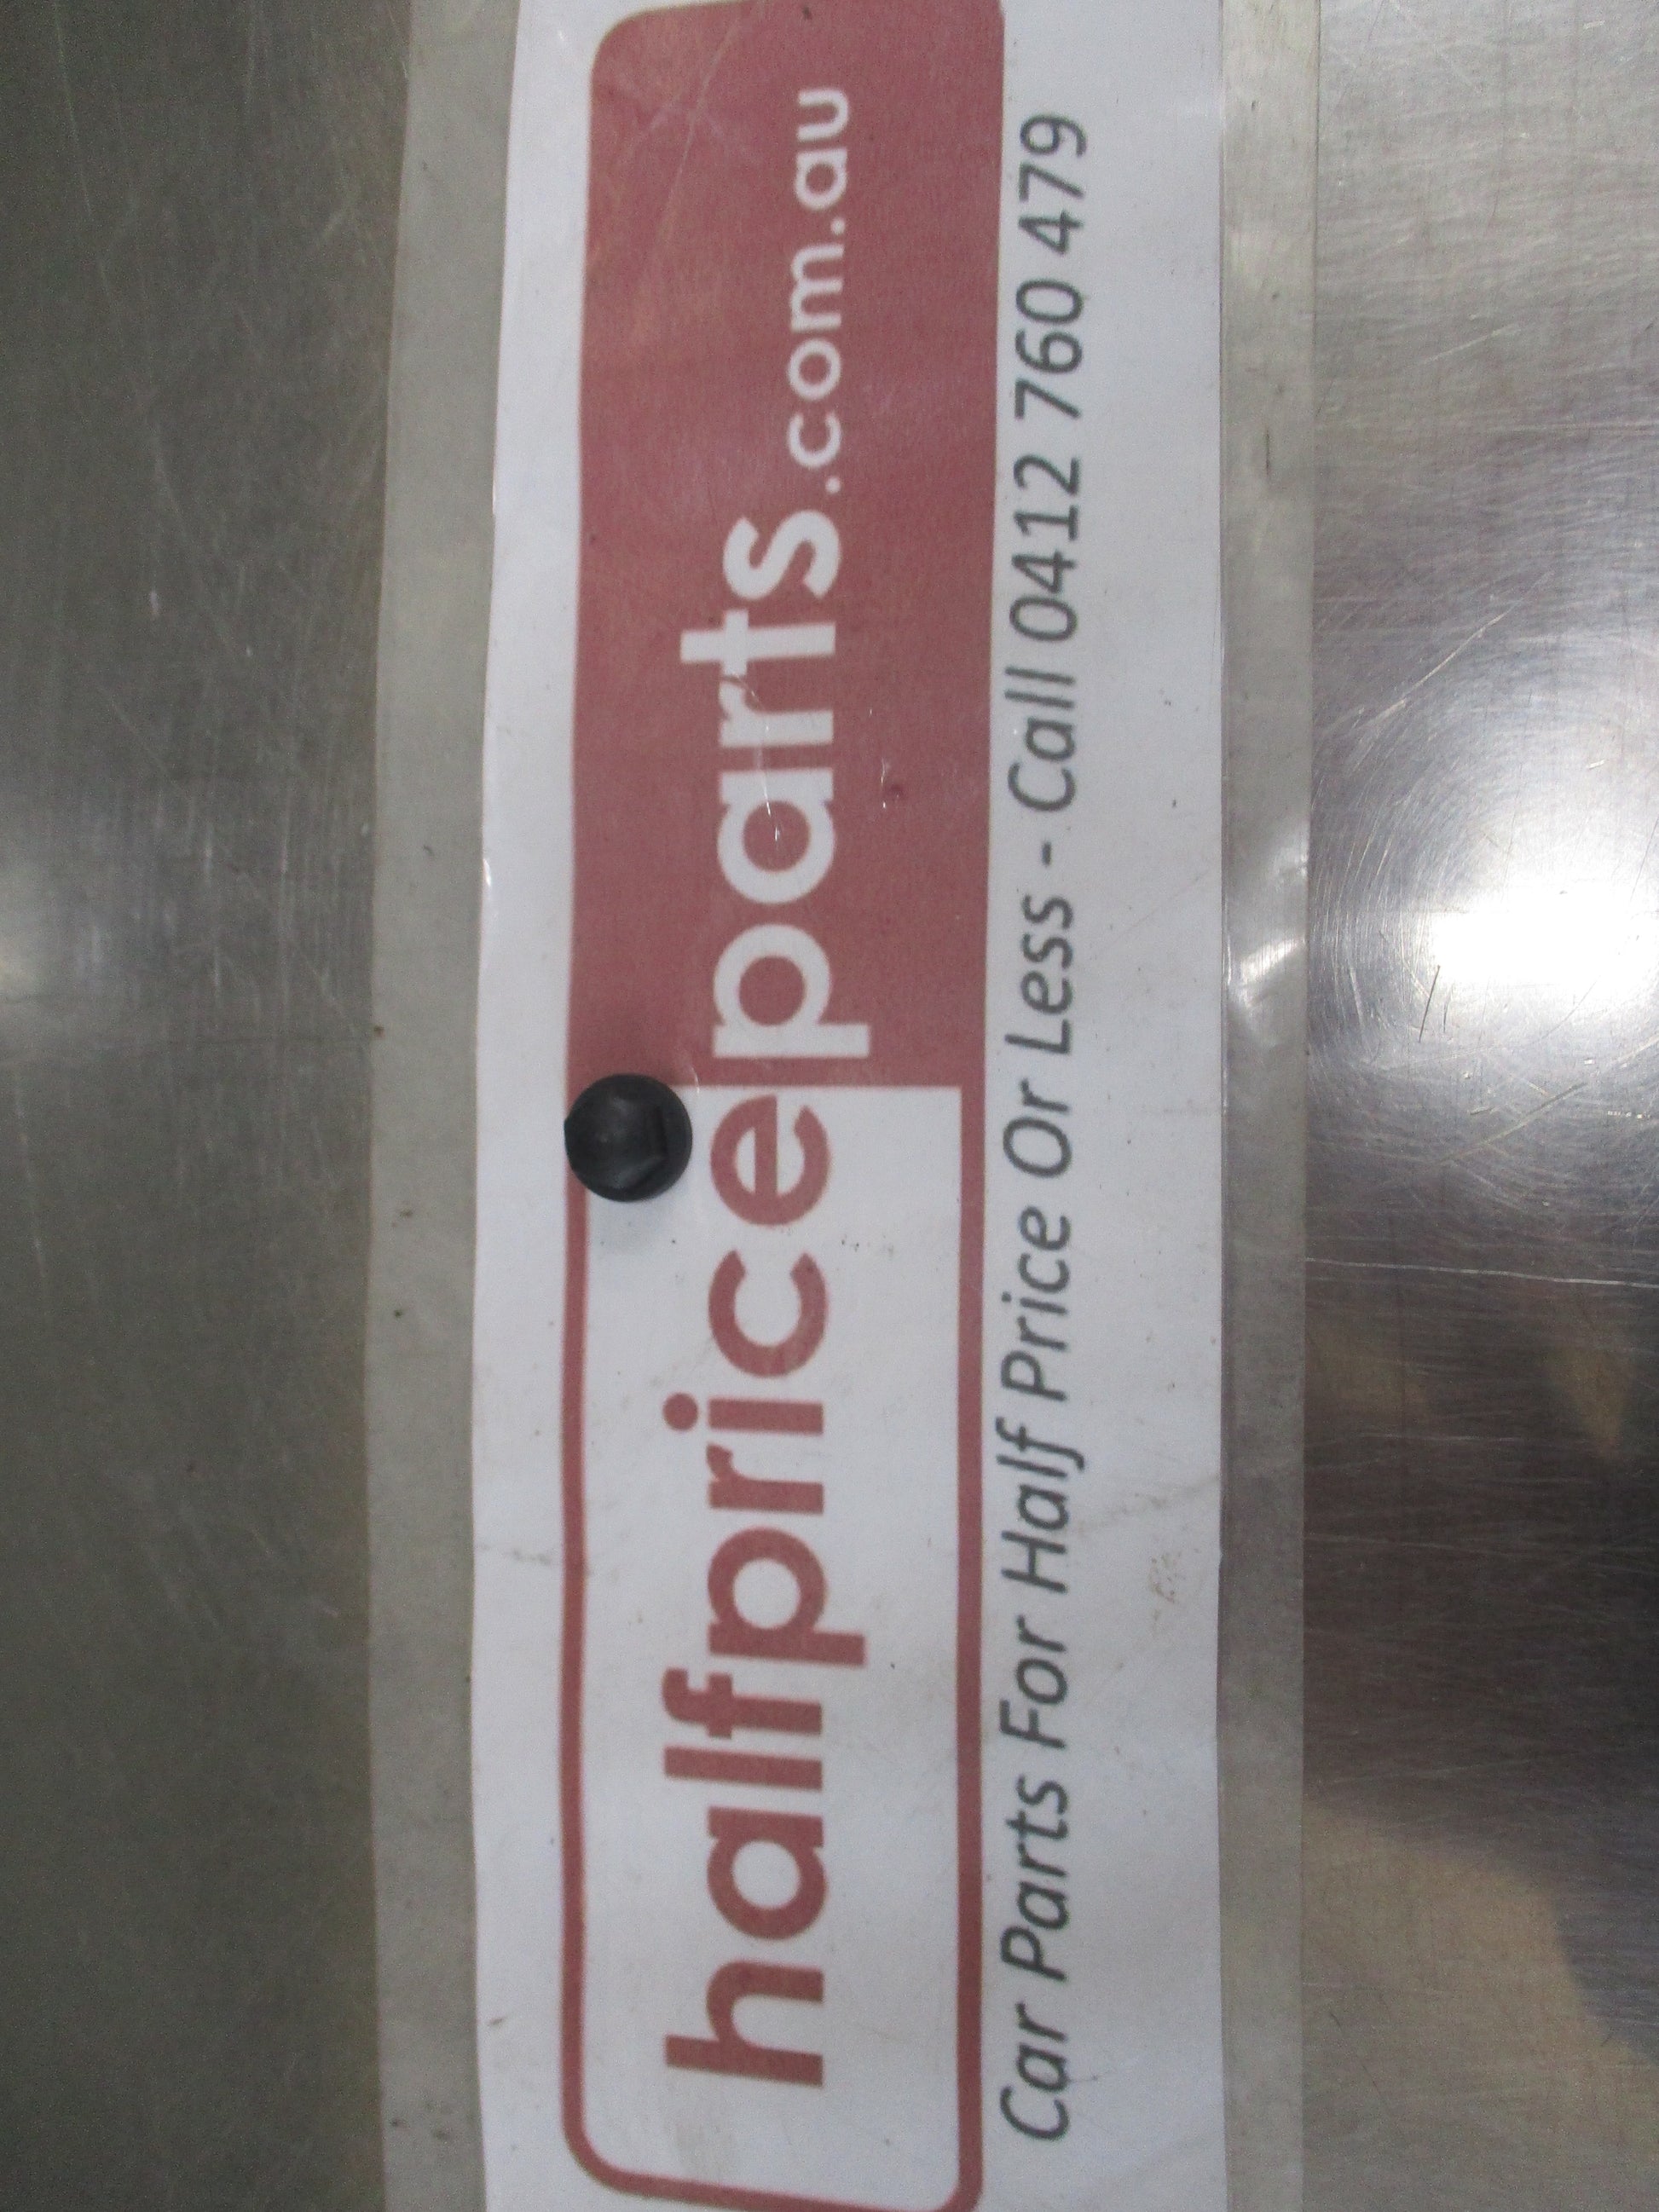 halfpriceparts.com.au
Car Parts For Half Price Or Less - Call 0412 760 479